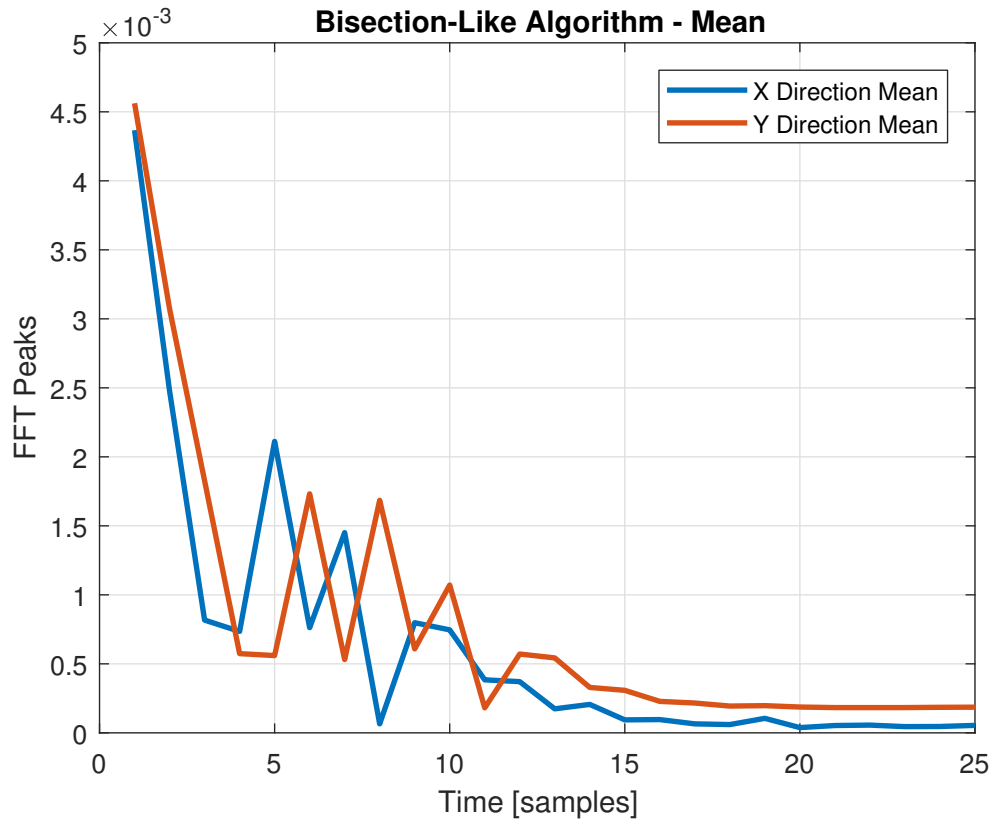 Bisection-Like Algorithm - Mean
×10^-3
5
4.5
4
3.5
3
2.5
2
1.5
1
0.5
0
FFT Peaks
X Direction Mean
Y Direction Mean
0 5 10 15 20 25
Time [samples]